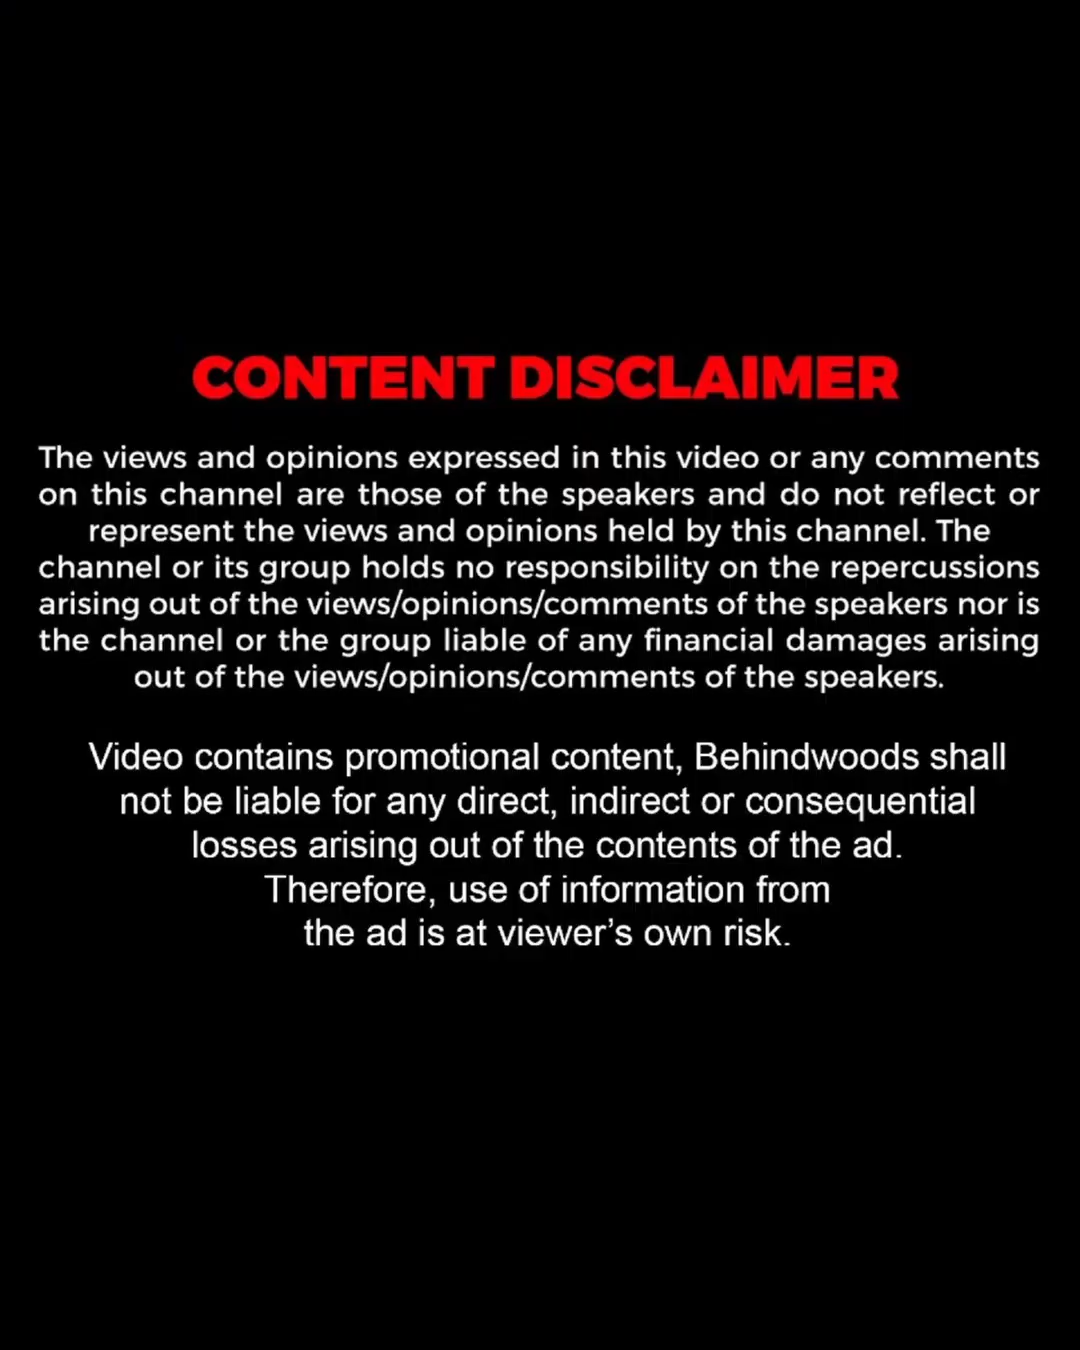 CONTENT DISCLAIMER
The views and opinions expressed in this video or any comments
on this channel are those of the speakers and do not reflect or
represent the views and opinions held by this channel. The
channel or its group holds no responsibility on the repercussions
arising out of the views/opinions/comments of the speakers nor is
the channel or the group liable of any financial damages arising
out of the views/opinions/comments of the speakers.
Video contains promotional content, Behindwoods shall
not be liable for any direct, indirect or consequential
losses arising out of the contents of the ad.
Therefore, use of information from
the ad is at viewer’s own risk.